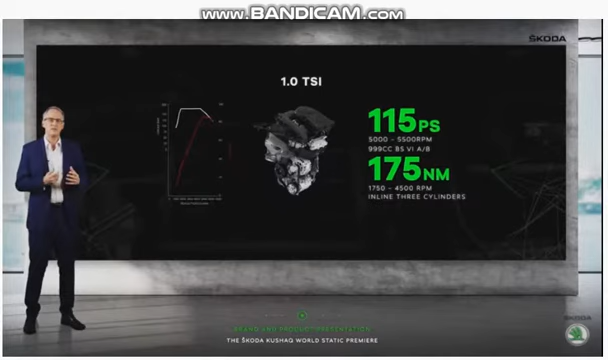 www.BANDICAM.com
ŠKODA
1.0 TSI
115PS
5000 - 5500RPM
999CC BS VI A/B
175NM
1750 - 4500 RPM
INLINE THREE CYLINDERS
BRAND AND PRODUCT PRESENTATION
THE ŠKODA KUSHAQ WORLD STATIC PREMIERE
ŠKODA